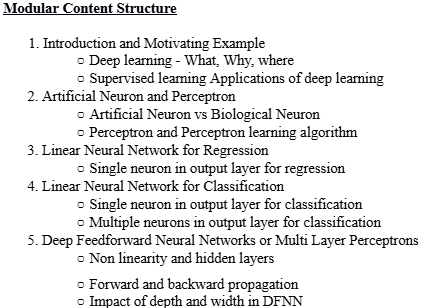 Modular Content Structure
1. Introduction and Motivating Example
○ Deep learning - What, Why, where
○ Supervised learning Applications of deep learning
2. Artificial Neuron and Perceptron
○ Artificial Neuron vs Biological Neuron
○ Perceptron and Perceptron learning algorithm
3. Linear Neural Network for Regression
○ Single neuron in output layer for regression
4. Linear Neural Network for Classification
○ Single neuron in output layer for classification
○ Multiple neurons in output layer for classification
5. Deep Feedforward Neural Networks or Multi Layer Perceptrons
○ Non linearity and hidden layers
○ Forward and backward propagation
○ Impact of depth and width in DFNN